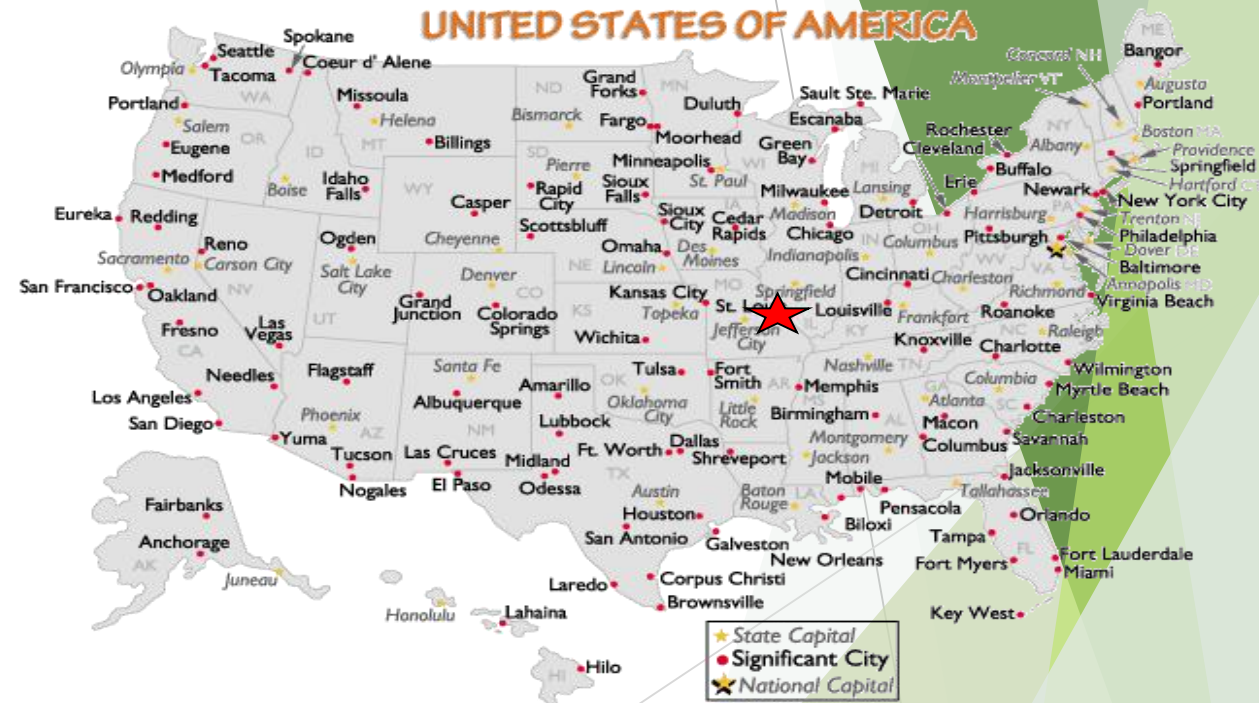 UNITED STATES OF AMERICA
Spokane
Seattle
Coeur d' Alene
Olympia
Tacoma
WA
Portland
Salem
OR
Eugene
Medford
Missoula
Helena
MT
Billings
ID
Boise
Idaho
Falls
WY
Casper
Cheyenne
ND
Bismarck
Grand
Forks
Fargo
Moorhead
MN
Duluth
Minneapolis
St. Paul
SD
Pierre
Rapid
City
Sioux
Falls
Scottsbluff
Sault Ste. Marie
Escanaba
Green
Bay
WI
MI
Milwaukee
Madison
Lansing
Detroit
Chicago
IA
Sioux
City
Cedar
Rapids
Des
Moines
Omaha
Lincoln
NE
Eureka
Redding
Reno
Carson City
Sacramento
San Francisco
Oakland
NV
Fresno
Las
Vegas
CA
Needles
Los Angeles
San Diego
Ogden
Salt Lake
City
UT
Grand
Junction
Denver
CO
Colorado
Springs
KS
Kansas City
Topeka
Wichita
MO
St. Lo
Jefferson
City
Springfield
IL
IN
Indianapolis
OH
Columbus
Cincinnati
Louisville
Frankfort
KY
Cleveland
Rochester
Buffalo
Erie
NY
Albany
Concord NH
Montpelier VT
ME
Bangor
Augusta
Portland
Boston MA
Providence
Springfield
Hartford
Newark
New York City
Harrisburg
PA
Trenton
Philadelphia
Pittsburgh
Dover DE
Baltimore
Annapolis MD
WV
Charleston
VA
Richmond
Virginia Beach
Roanoke
NC
Raleigh
Knoxville
Charlotte
Nashville TN
Memphis
Wilmington
Myrtle Beach
Columbia
SC
Charleston
Savannah
GA
Atlanta
Macon
Columbus
AL
Birmingham
Montgomery
MS
Jackson
Mobile
Biloxi
Pensacola
Tallahassee
Jacksonville
Orlando
Tampa
FL
Fort Myers
Fort Lauderdale
Miami
Key West
Flagstaff
Phoenix
AZ
Yuma
Tucson
Nogales
Santa Fe
Albuquerque
NM
Las Cruces
El Paso
Amarillo
Lubbock
Midland
Odessa
TX
Ft. Worth
Dallas
Austin
Houston
San Antonio
Galveston
Corpus Christi
Laredo
Brownsville
Tulsa
OK
Oklahoma
City
Fort
Smith
AR
Little
Rock
Shreveport
Baton
Rouge
LA
New Orleans
Fairbanks
Anchorage
AK
Juneau
Honolulu
Lahaina
HI
Hilo
State Capital
Significant City
National Capital